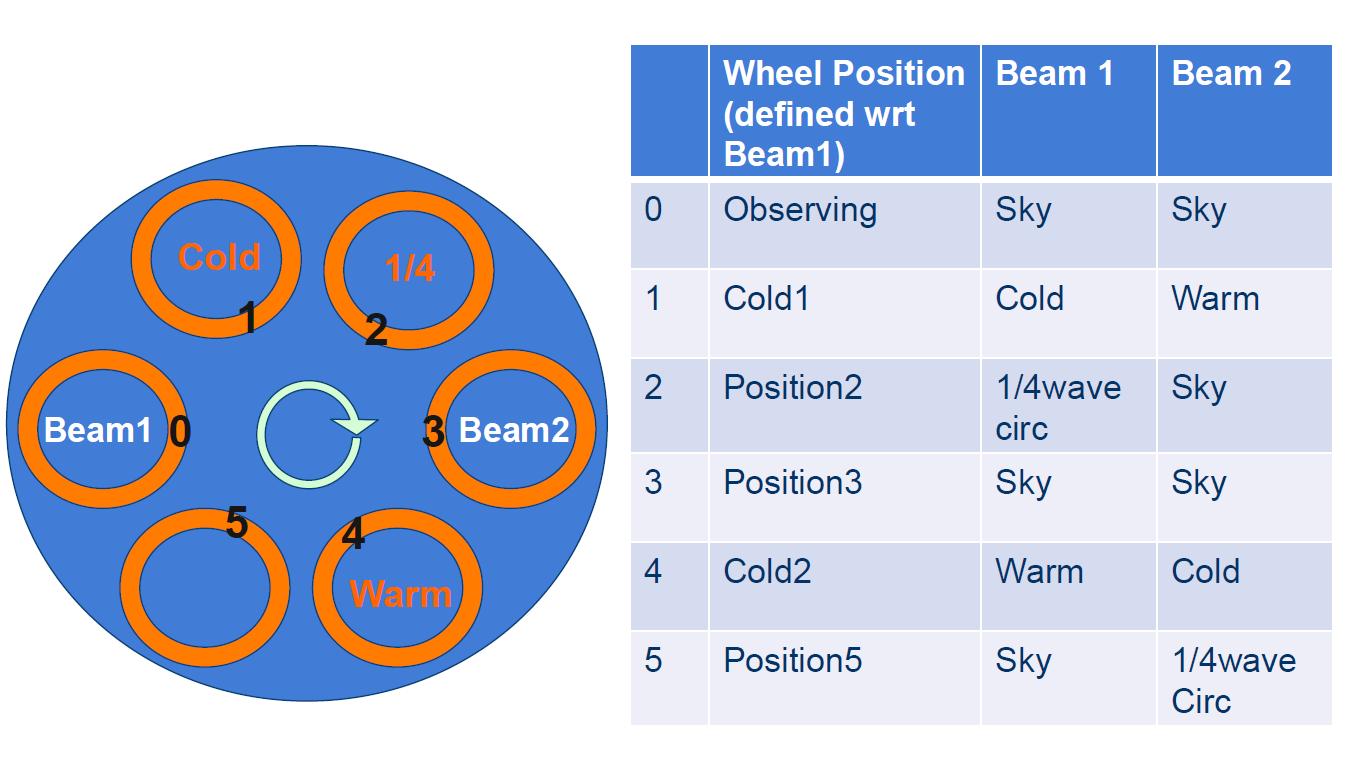 Cold
1/4
1
2
Beam1
0
3
Beam2
5
4
Warm
Wheel Position (defined wrt Beam1) Beam 1 Beam 2
0 Observing Sky Sky
1 Cold1 Cold Warm
2 Position2 1/4wave circ Sky
3 Position3 Sky Sky
4 Cold2 Warm Cold
5 Position5 Sky 1/4wave Circ